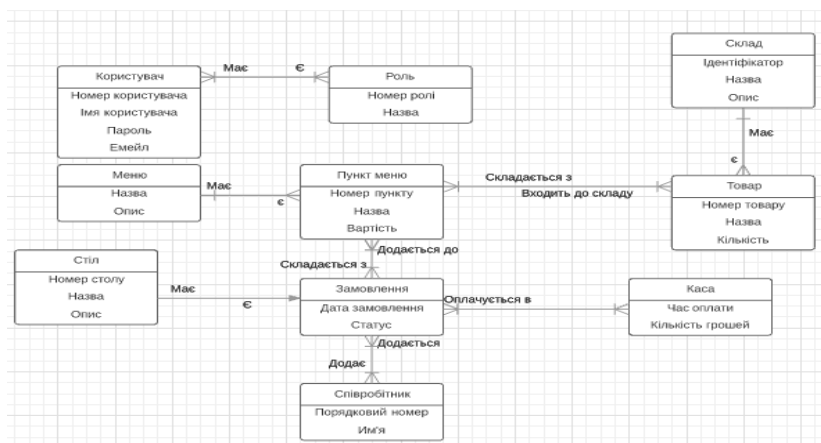 Користувач
Номер користувача
Імя користувача
Пароль
Емейл
Має
Є
Роль
Номер ролі
Назва
Склад
Ідентіфікатор
Назва
Опис
Має
є
Меню
Назва
Опис
Має
є
Пункт меню
Номер пункту
Назва
Вартість
Складається з
Входить до складу
Товар
Номер товару
Назва
Кількість
Додається до
Складається з
Стіл
Номер столу
Назва
Опис
Має
Є
Замовлення
Дата замовлення
Статус
Оплачується в
Каса
Час оплати
Кількість грошей
Додається
Додає
Співробітник
Порядковий номер
Им'я